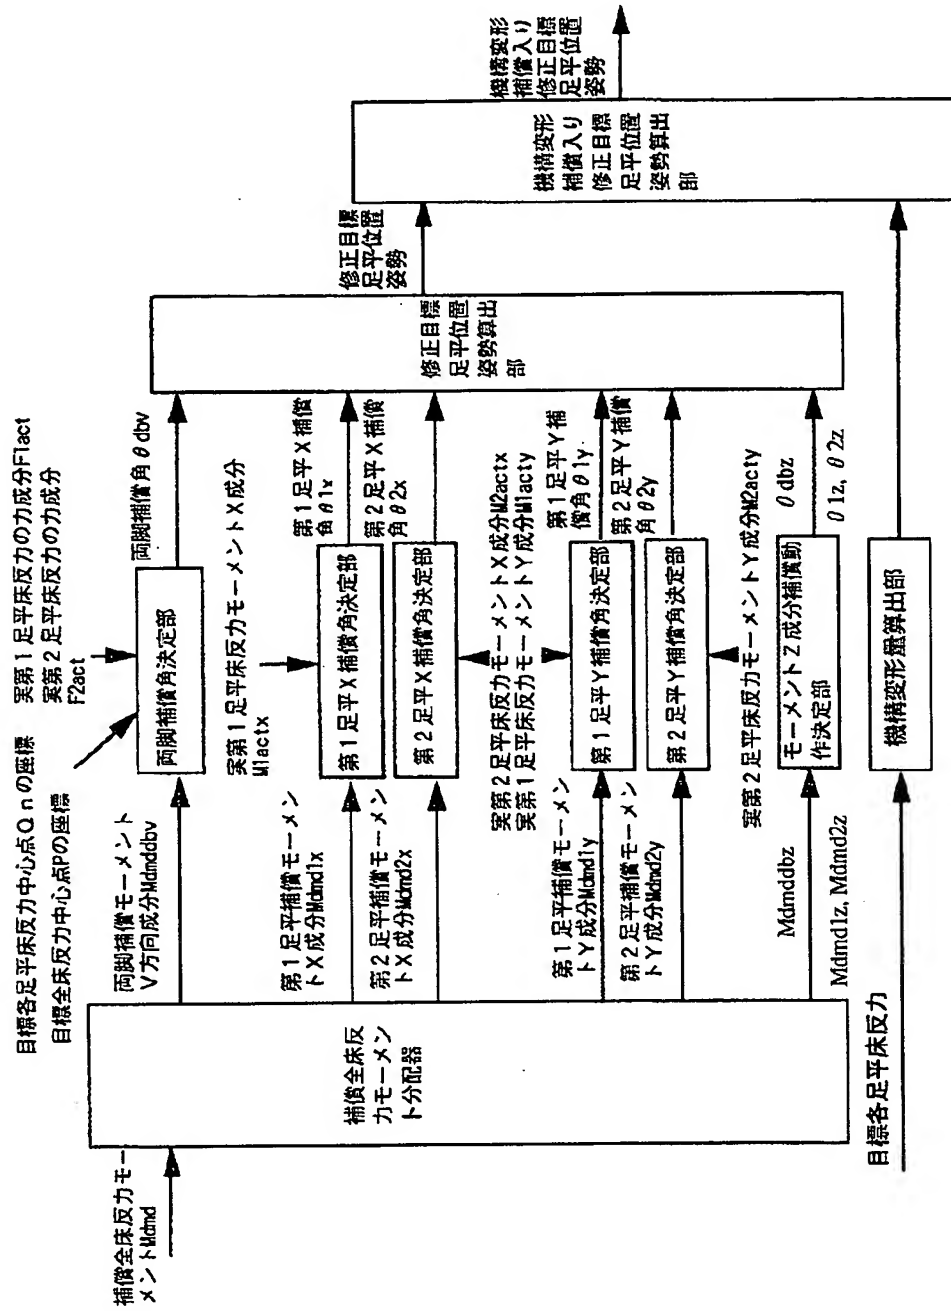 目標各足平床反力中心点Qnの座標
目標全床反力中心点Pの座標
実第1足平床反力の力成分F1act
実第2足平床反力の力成分
F2act
補償全床反力モー
メントMdmd
補償全床反
力モーメン
ト分配器
両脚補償モーメント
V方向成分Mdmddbv
両脚補償角決定部
両脚補償角θdbv
実第1足平床反力モーメントX成分
M1actx
第1足平補償モーメン
トX成分Mdmd1x
第1足平X補償角決定部
第1足平X補償
角θ1x
第2足平補償モーメン
トX成分Mdmd2x
第2足平X補償角決定部
第2足平X補償
角θ2x
実第2足平床反力モーメントX成分M2actx
実第1足平床反力モーメントY成分M1acty
第1足平補償モーメン
トY成分Mdmd1y
第1足平Y補償角決定部
第1足平Y補
償角θ1y
第2足平補償モーメン
トY成分Mdmd2y
第2足平Y補償角決定部
第2足平Y補償
角θ2y
実第2足平床反力モーメントY成分M2acty
Mdmddbz
Mdmd1z, Mdmd2z
モーメントZ成分補償動
作決定部
θdbz
θ1z, θ2z
目標各足平床反力
機構変形量算出部
修正目標
足平位置
姿勢算出
部
修正目標
足平位置
姿勢
機構変形
補償入り
修正目標
足平位置
姿勢算出
部
機構変形
補償入り
修正目標
足平位置
姿勢